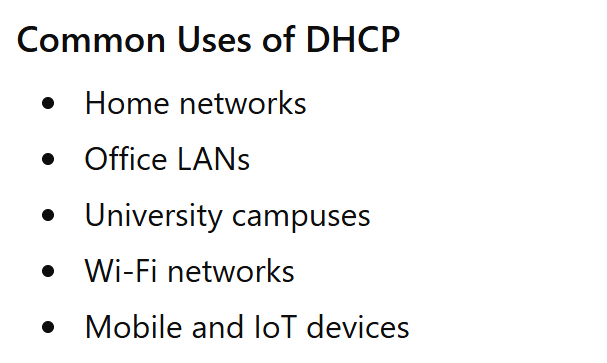 Common Uses of DHCP
• Home networks
• Office LANs
• University campuses
• Wi-Fi networks
• Mobile and IoT devices